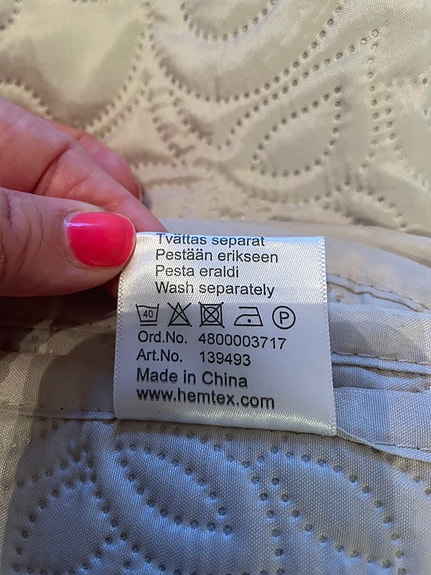 Tvättas separat
Pestään erikseen
Pesta eraldi
Wash separately
40 P
Ord.No. 4800003717
Art.No. 139493
Made in China
www.hemtex.com